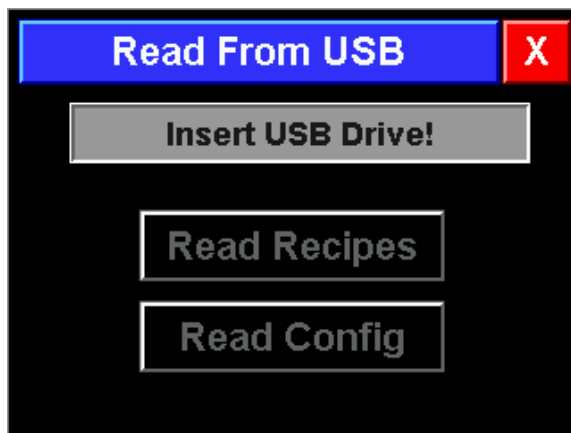 Read From USB X
Insert USB Drive!
Read Recipes
Read Config